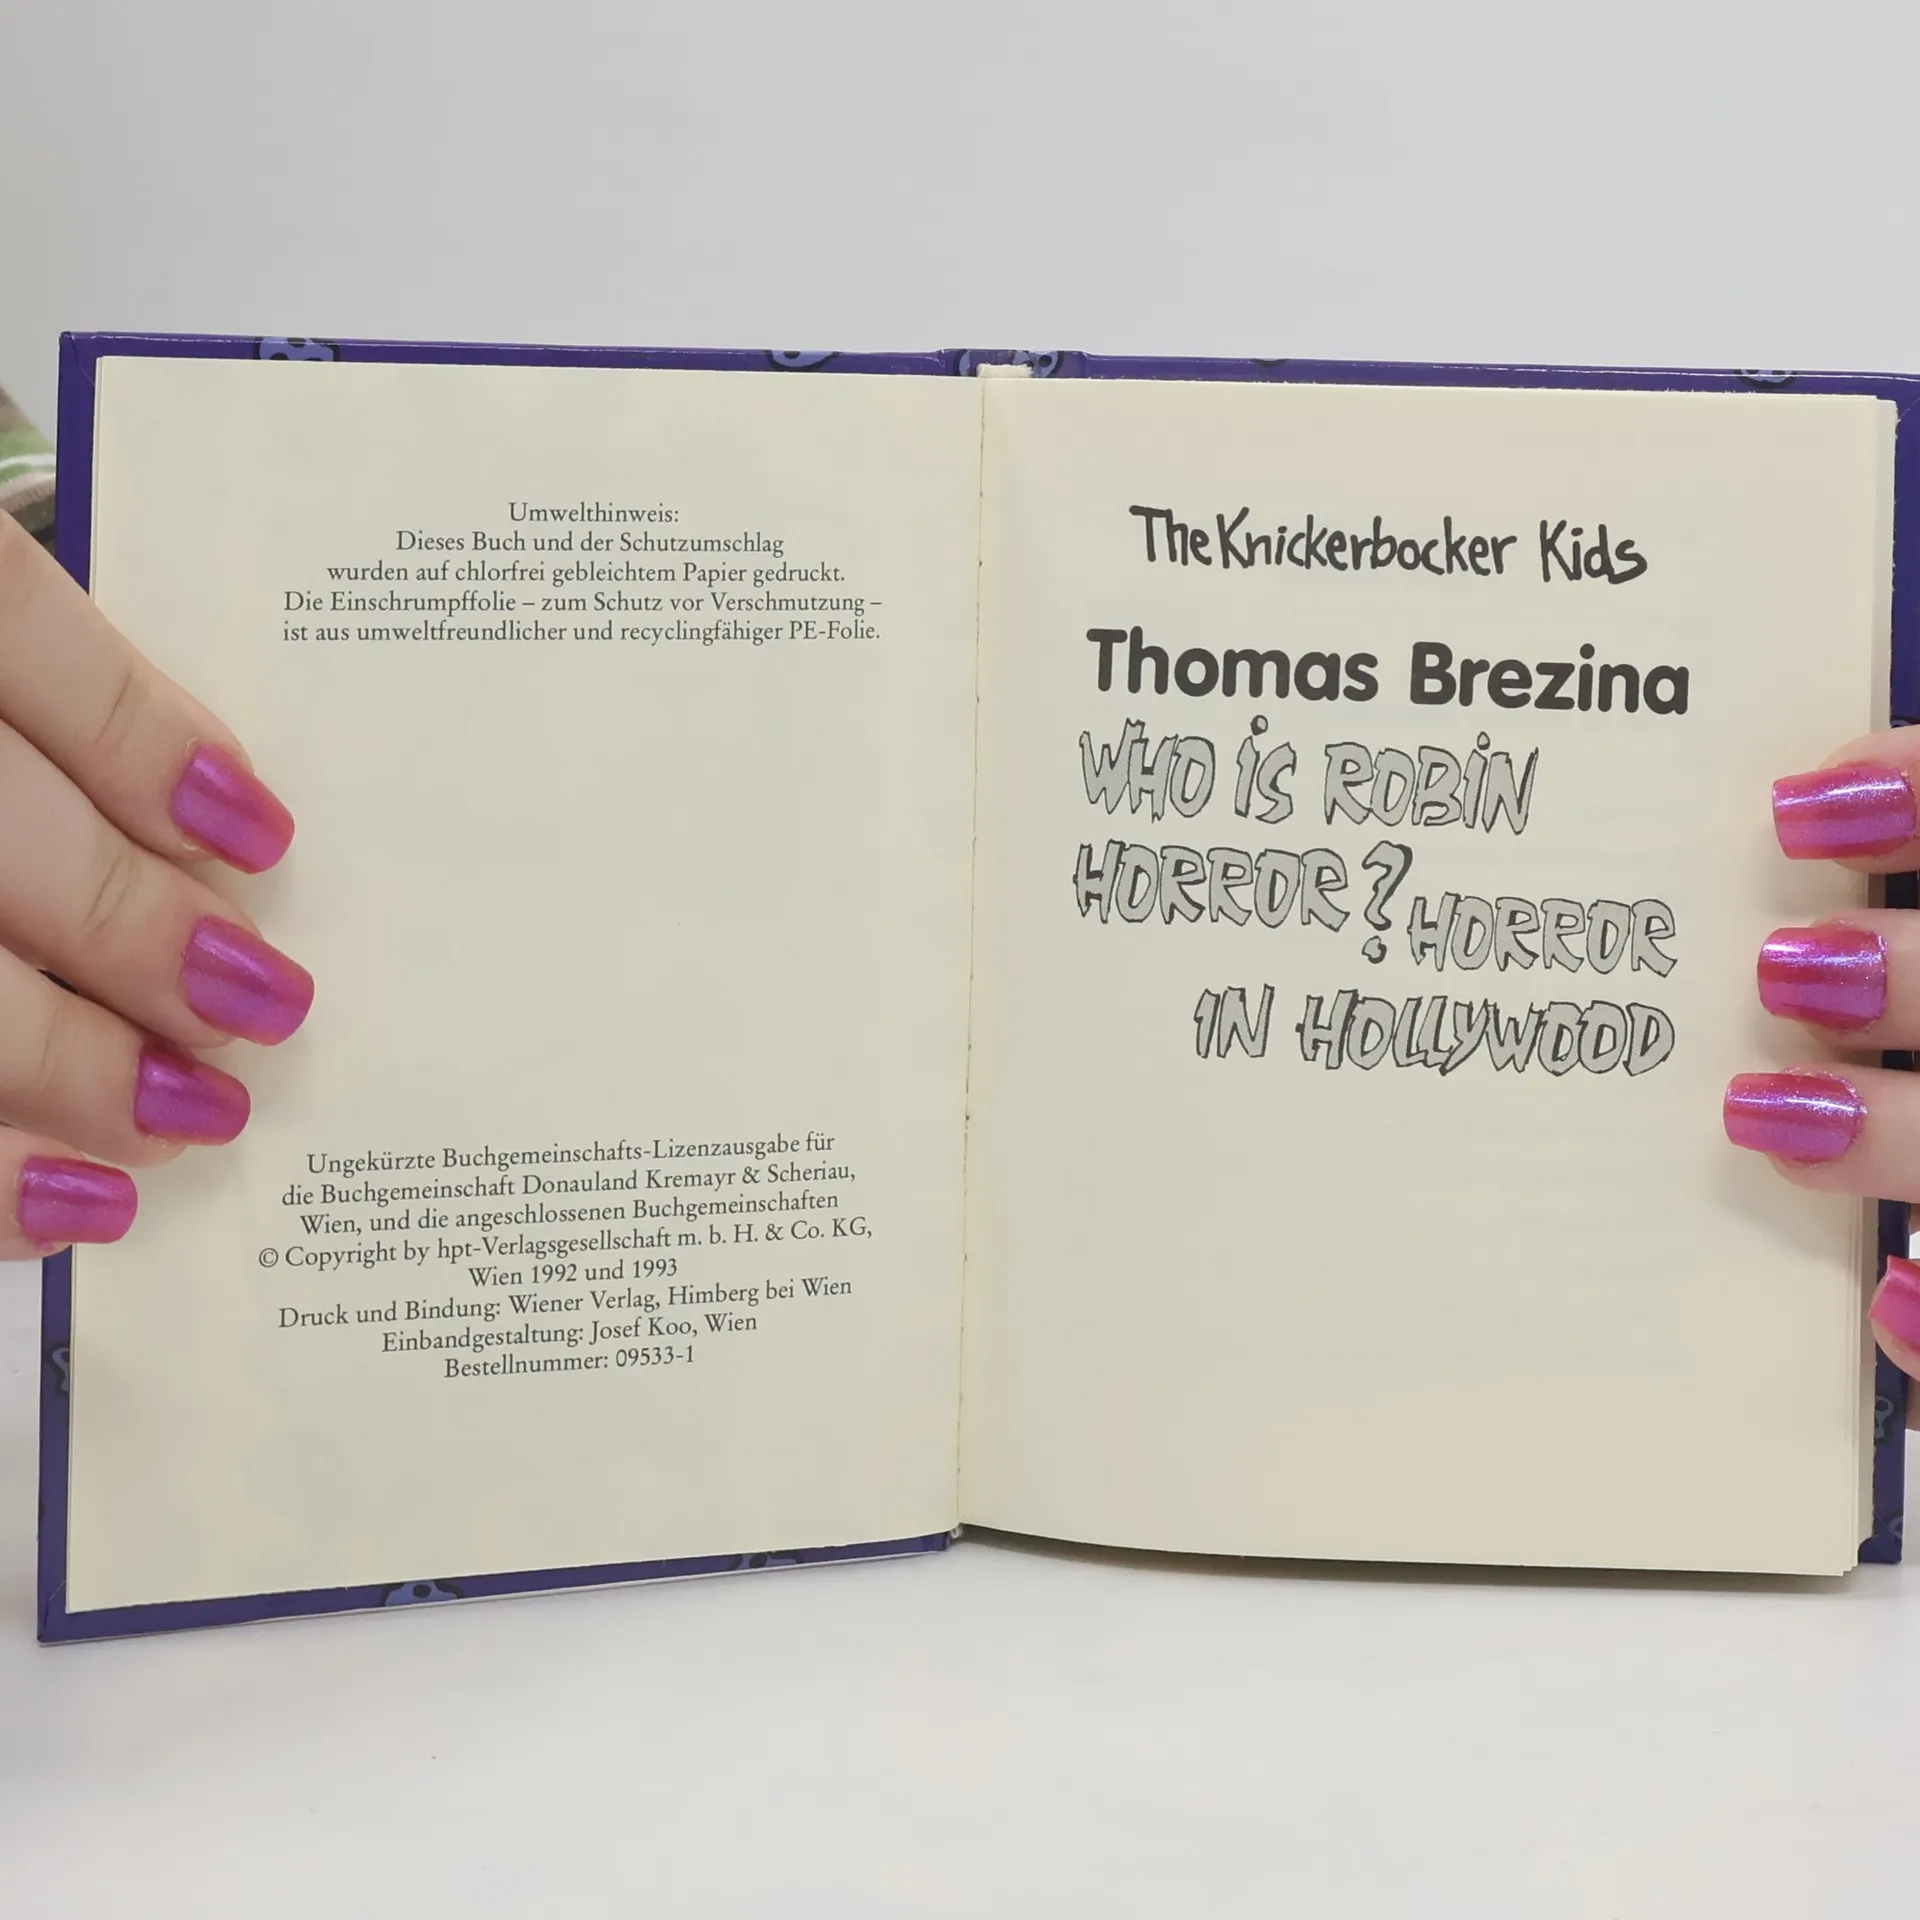 Umwelthinweis:
Dieses Buch und der Schutzumschlag
wurden auf chlorfrei gebleichtem Papier gedruckt.
Die Einschrumpffolie – zum Schutz vor Verschmutzung –
ist aus umweltfreundlicher und recyclingfähiger PE-Folie.
Ungekürzte Buchgemeinschafts-Lizenzausgabe für
die Buchgemeinschaft Donauland Kremayr & Scheriau,
Wien, und die angeschlossenen Buchgemeinschaften
© Copyright by hpt-Verlagsgesellschaft m. b. H. & Co. KG,
Wien 1992 und 1993
Druck und Bindung: Wiener Verlag, Himberg bei Wien
Einbandgestaltung: Josef Koo, Wien
Bestellnummer: 09533-1
The Knickerbocker Kids
Thomas Brezina
WHO IS ROBIN
HORROR?
HORROR
IN HOLLYWOOD